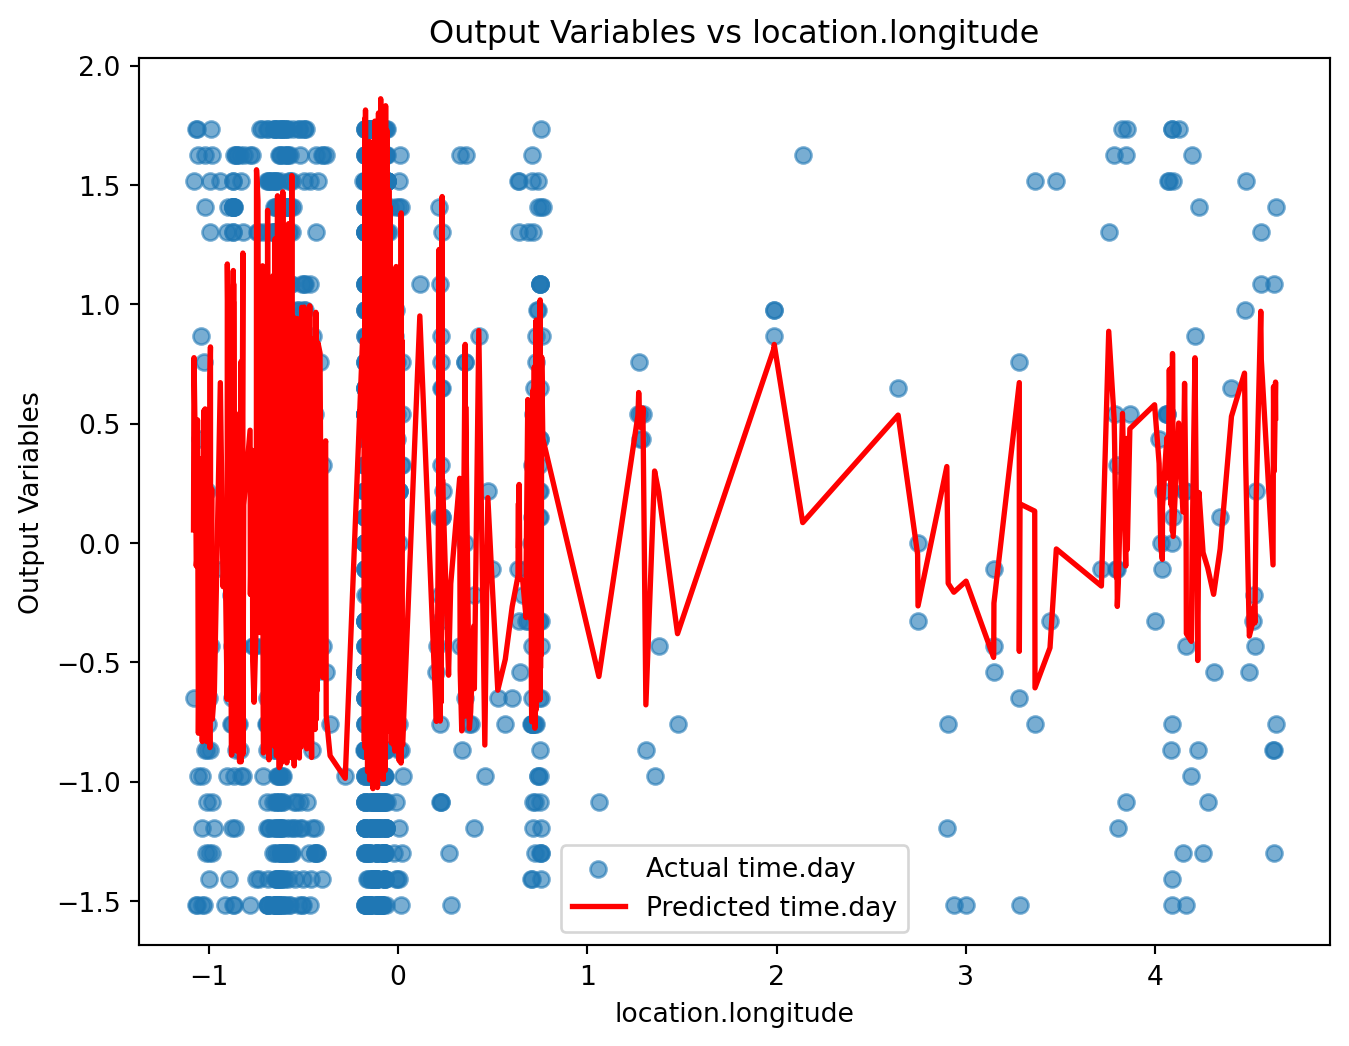 Output Variables vs location.longitude
Output Variables
2.0
1.5
1.0
0.5
0.0
−0.5
−1.0
−1.5
−1
0
1
2
3
4
location.longitude
Actual time.day
Predicted time.day